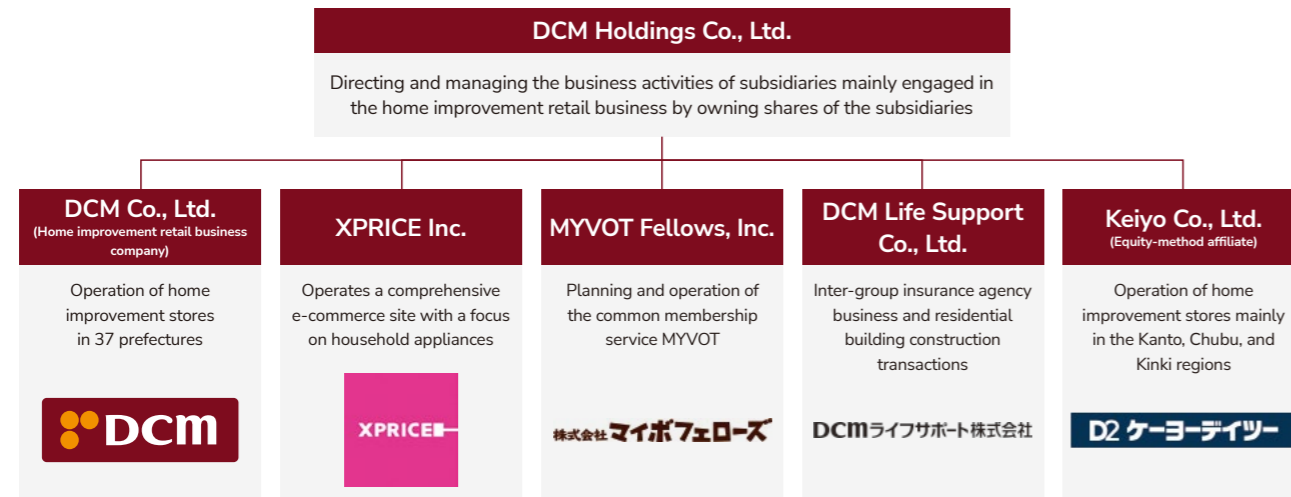 DCM Holdings Co., Ltd.
Directing and managing the business activities of subsidiaries mainly engaged in
the home improvement retail business by owning shares of the subsidiaries
DCM Co., Ltd.
(Home improvement retail business
company)
Operation of home
improvement stores
in 37 prefectures
DCM
XPRICE Inc.
Operates a comprehensive
e-commerce site with a focus
on household appliances
XPRICE
MYVOT Fellows, Inc.
Planning and operation of
the common membership
service MYVOT
株式会社マイボフェローズ
DCM Life Support
Co., Ltd.
Inter-group insurance agency
business and residential
building construction
transactions
DCMライフサポート株式会社
Keiyo Co., Ltd.
(Equity-method affiliate)
Operation of home
improvement stores mainly
in the Kanto, Chubu, and
Kinki regions
D2 ケーヨーデイツー